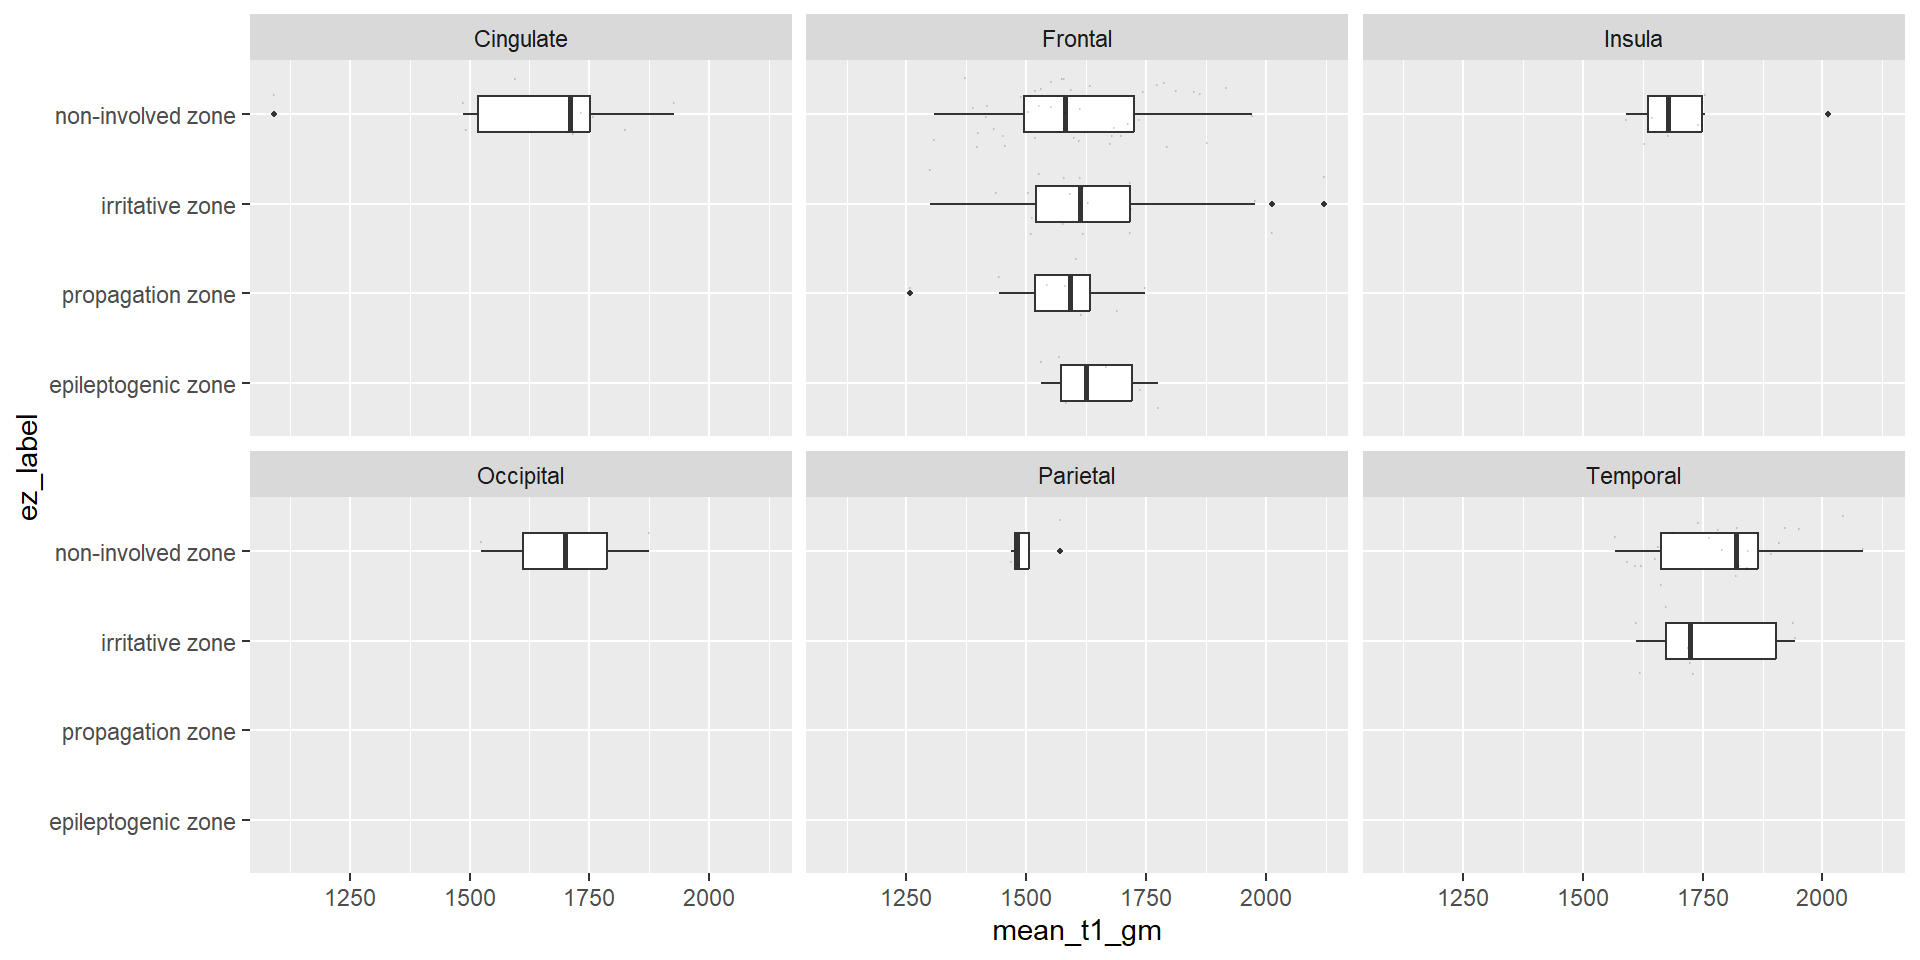 Cingulate
Frontal
Insula
non-involved zone
irritative zone
propagation zone
epileptogenic zone
Occipital
Parietal
Temporal
non-involved zone
irritative zone
propagation zone
epileptogenic zone
1250 1500 1750 2000
1250 1500 1750 2000
1250 1500 1750 2000
mean_t1_gm
ez_label